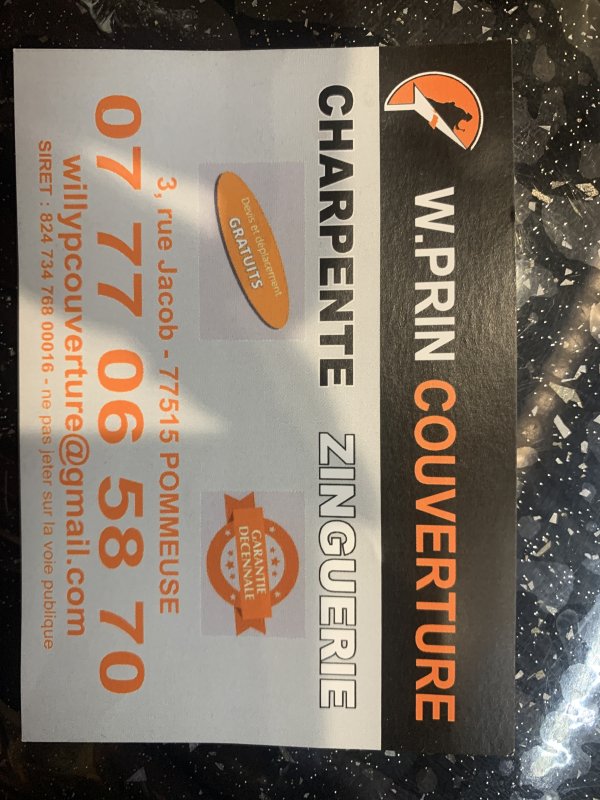 W.PRIN COUVERTURE
CHARPENTE ZINGUERIE
Devis et déplacement
GRATUITS
GARANTIE
DECENNALE
3, rue Jacob - 77515 POMMEUSE
07 77 06 58 70
willypcouverture@gmail.com
SIRET : 824 734 768 00016 - ne pas jeter sur la voie publique